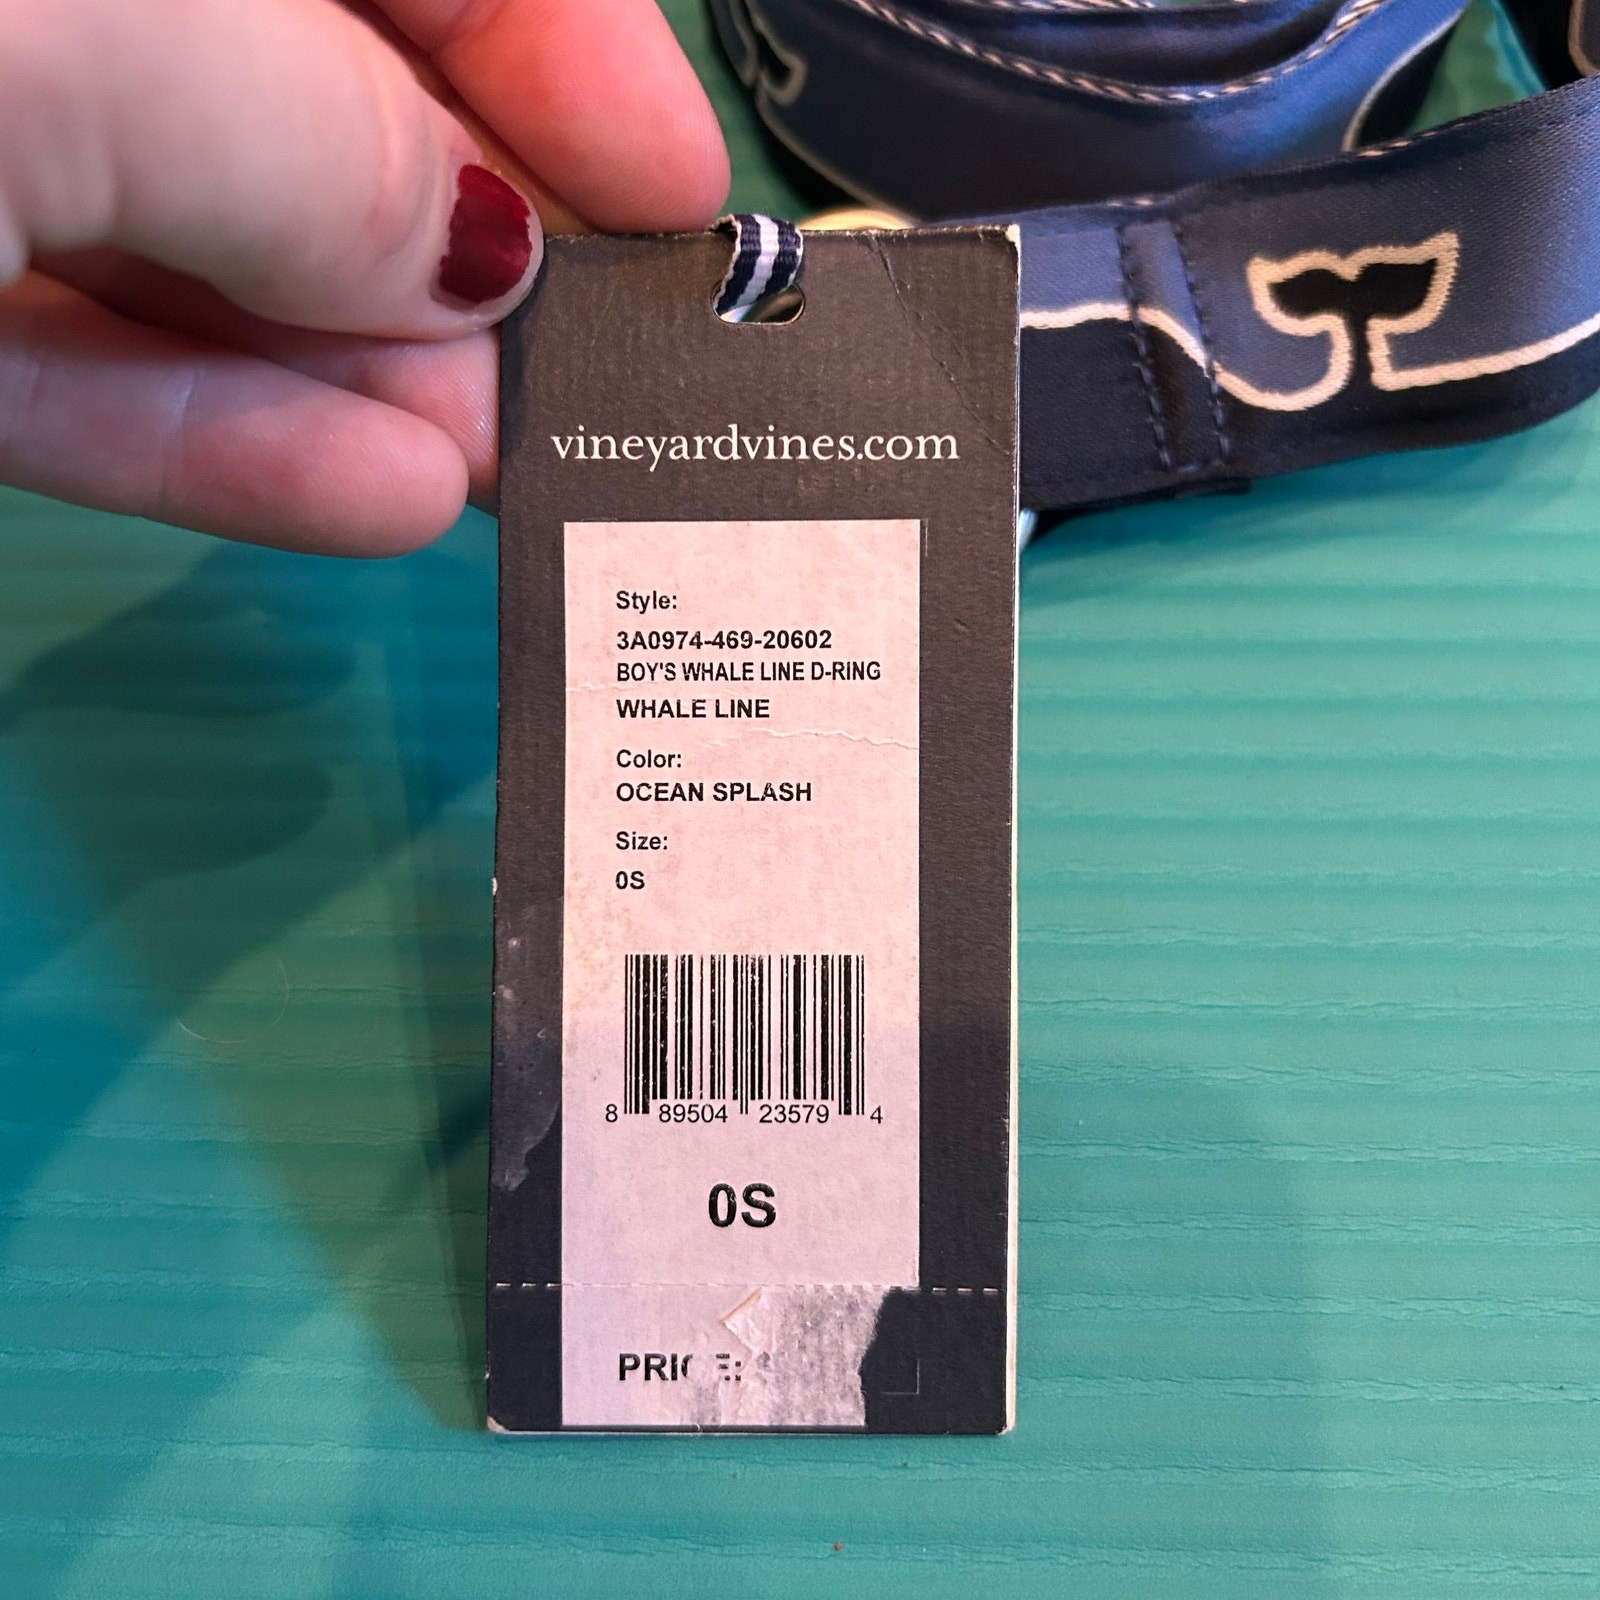 vineyardvines.com
Style:
3A0974-469-20602
BOY'S WHALE LINE D-RING
WHALE LINE
Color:
OCEAN SPLASH
Size:
0S
8 89504 23579 4
0S
PRICE: